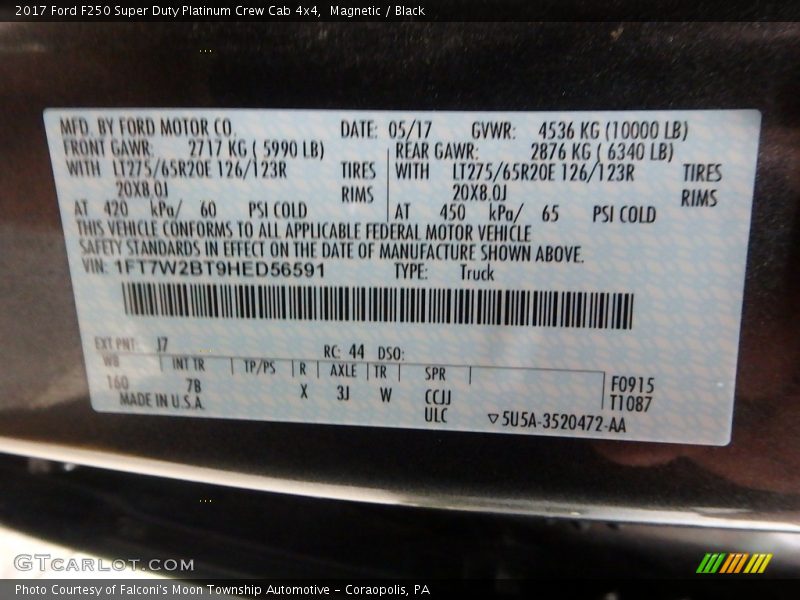 2017 Ford F250 Super Duty Platinum Crew Cab 4x4,  Magnetic / Black
MFD. BY FORD MOTOR CO. DATE: 05/17 GVWR: 4536 KG (10000 LB)
FRONT GAWR: 2717 KG ( 5990 LB) REAR GAWR: 2876 KG ( 6340 LB)
WITH LT275/65R20E 126/123R TIRES WITH LT275/65R20E 126/123R TIRES
20X8.0J RIMS 20X8.0J RIMS
AT 420 kPa/ 60 PSI COLD AT 450 kPa/ 65 PSI COLD
THIS VEHICLE CONFORMS TO ALL APPLICABLE FEDERAL MOTOR VEHICLE
SAFETY STANDARDS IN EFFECT ON THE DATE OF MANUFACTURE SHOWN ABOVE.
VIN: 1FT7W2BT9HED56591 TYPE: Truck
EXT PNT: J7 RC: 44 DSO:
WB INT TR TP/PS R AXLE TR SPR
160 7B X 3J W CCJJ F0915
MADE IN U.S.A. ULC T1087
▽5U5A-3520472-AA
GTCarLot.com
Photo Courtesy of Falconi's Moon Township Automotive - Coraopolis, PA